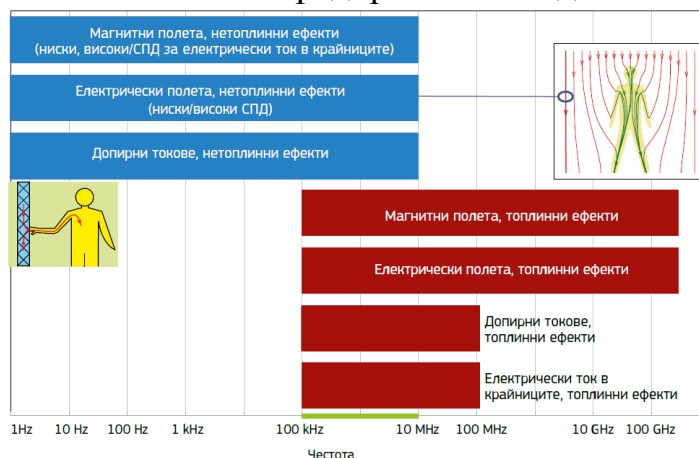 Магнитни полета, нетоплинни ефекти
(ниски, високи/СПД за електрически ток в крайниците)
Електрически полета, нетоплинни ефекти
(ниски/високи СПД)
Допирни токове, нетоплинни ефекти
Магнитни полета, топлинни ефекти
Електрически полета, топлинни ефекти
Допирни токове,
топлинни ефекти
Електрически ток в
крайниците, топлинни ефекти
1Hz 10 Hz 100 Hz 1 kHz 100 kHz 10 MHz 100 MHz 10 GHz 100 GHz
Честота